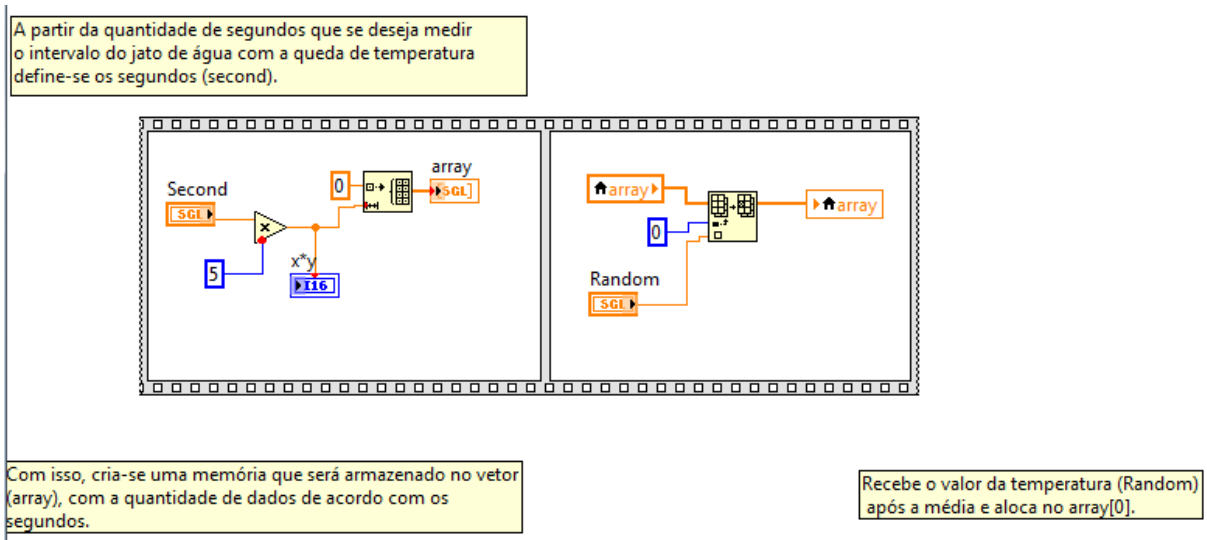 A partir da quantidade de segundos que se deseja medir
o intervalo do jato de água com a queda de temperatura
define-se os segundos (second).
Second
SGL
5
x
x*y
I16
0
array
SGL]
array
0
Random
SGL
array
Com isso, cria-se uma memória que será armazenado no vetor
(array), com a quantidade de dados de acordo com os
segundos.
Recebe o valor da temperatura (Random)
após a média e aloca no array[0].